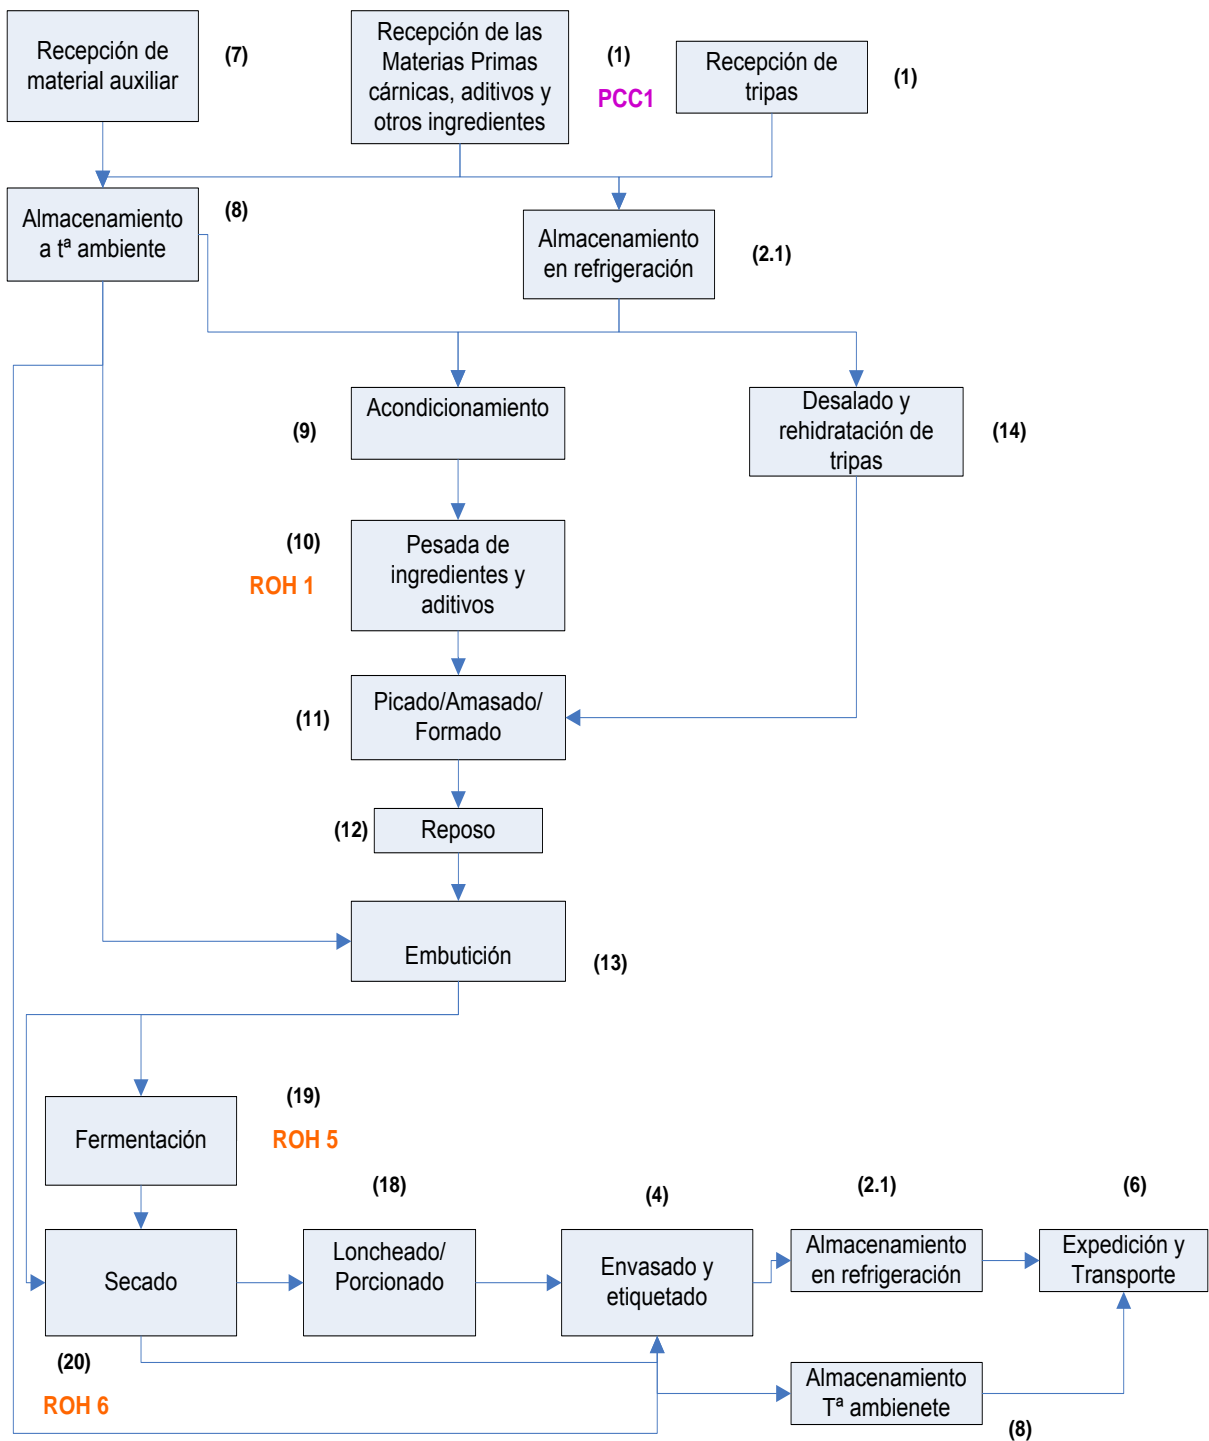 Recepción de
material auxiliar
(7)
Recepción de las
Materias Primas
cárnicas, aditivos y
otros ingredientes
(1)
PCC1
Recepción de
tripas
(1)
Almacenamiento
a tª ambiente
(8)
Almacenamiento
en refrigeración
(2.1)
Acondicionamiento
(9)
Desalado y
rehidratación de
tripas
(14)
(10)
ROH 1
Pesada de
ingredientes y
aditivos
(11)
Picado/Amasado/
Formado
(12)
Reposo
Embutición
(13)
Fermentación
(19)
ROH 5
Secado
(20)
ROH 6
(18)
Loncheado/
Porcionado
(4)
Envasado y
etiquetado
(2.1)
Almacenamiento
en refrigeración
(6)
Expedición y
Transporte
Almacenamiento
Tª ambienete
(8)